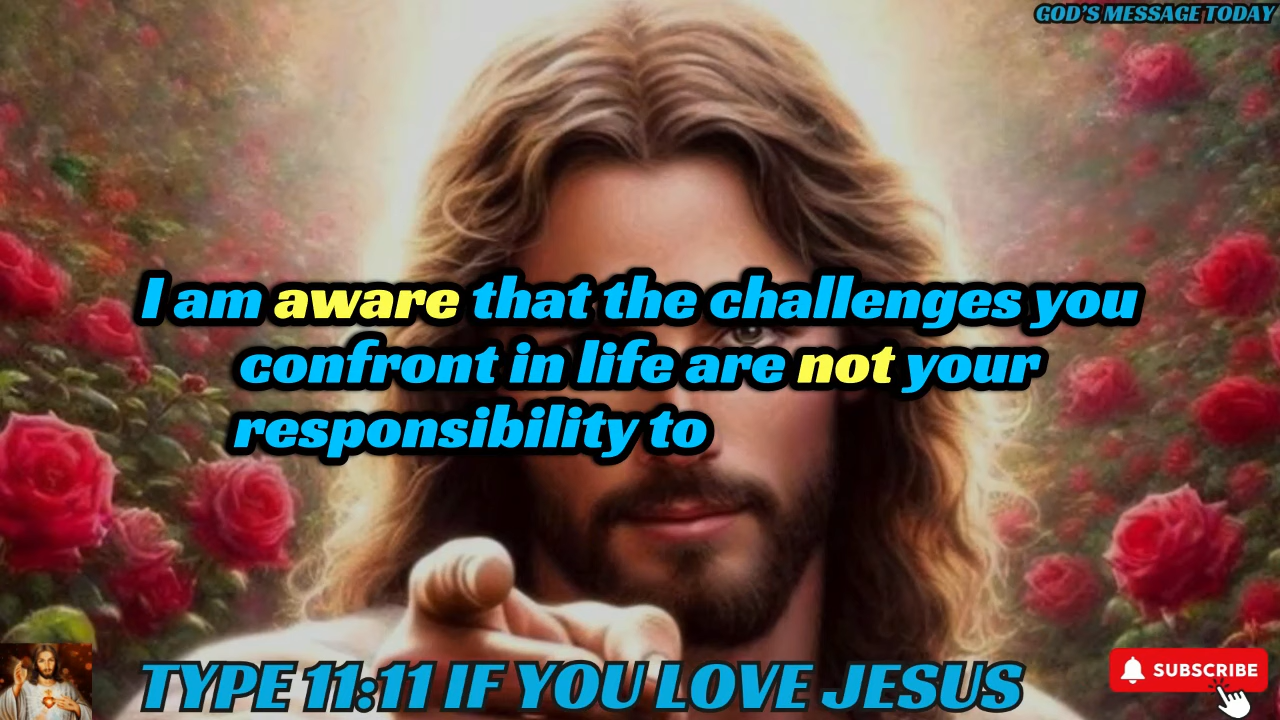 GOD'S MESSAGE TODAY
I am aware that the challenges you
confront in life are not your
responsibility to
TYPE 11:11 IF YOU LOVE JESUS
SUBSCRIBE